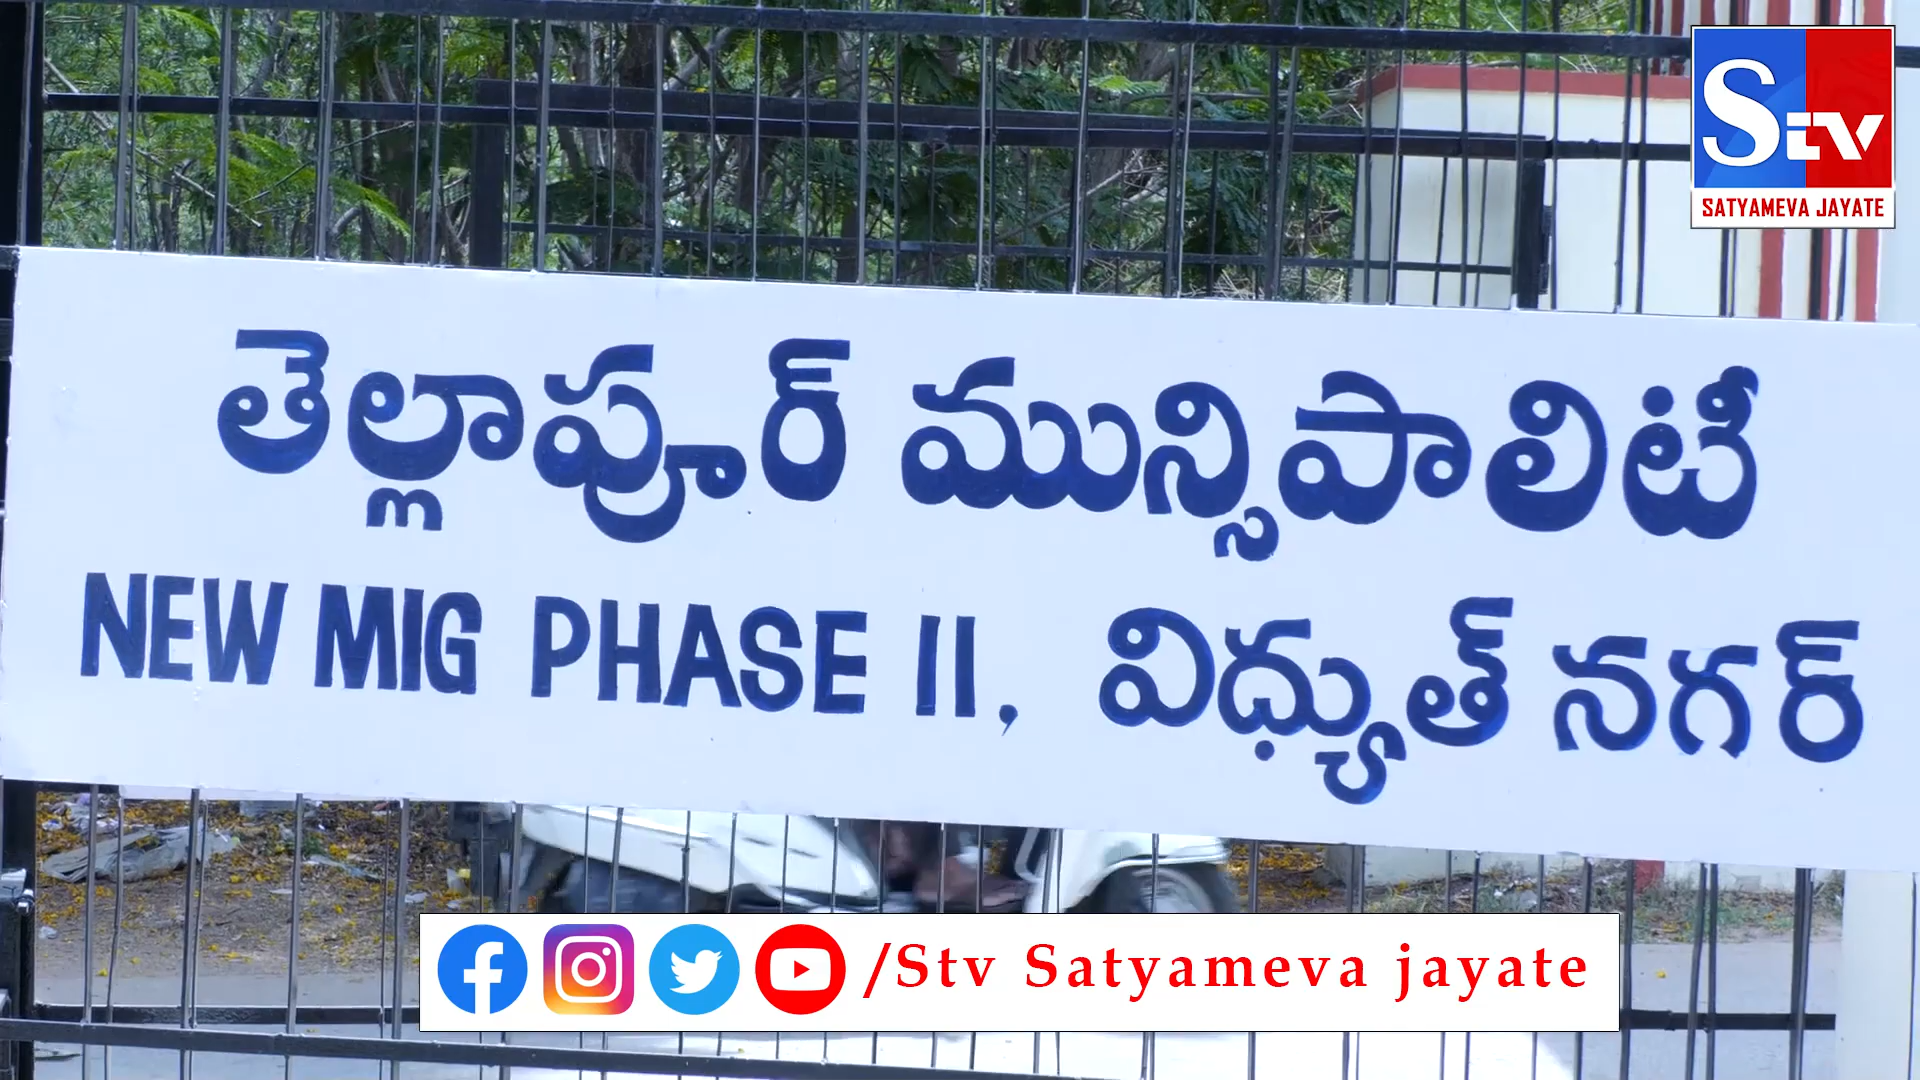 Stv
SATYAMEVA JAYATE
తెల్లాపూర్ మున్సిపాలిటీ
NEW MIG PHASE II, విధ్యుత్ నగర్
/Stv Satyameva jayate